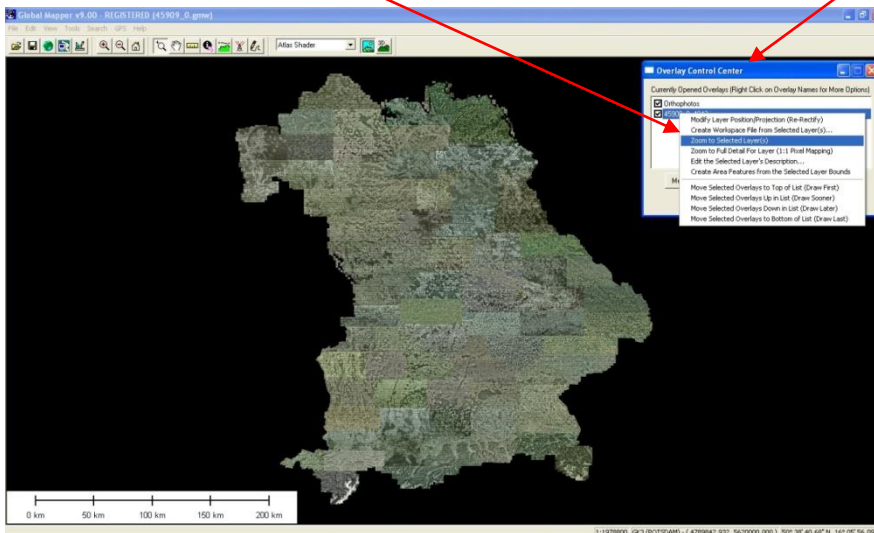 Global Mapper v9.00 - REGISTERED (45909_0.gmw)
File Edit View Tools Search GPS Help
Atlas Shader
3D
Overlay Control Center
Currently Opened Overlays (Right Click on Overlay Names for More Options)
Orthophotos
Modify Layer Position/Projection (Re-Rectify)
Create Workspace File from Selected Layer(s)...
Zoom to Selected Layer(s)
Zoom to Full Detail For Layer (1:1 Pixel Mapping)
Edit the Selected Layer's Description...
Create Area Features from the Selected Layer Bounds
Move Selected Overlays to Top of List (Draw First)
Move Selected Overlays Up in List (Draw Sooner)
Move Selected Overlays Down in List (Draw Later)
Move Selected Overlays to Bottom of List (Draw Last)
0 km 50 km 100 km 150 km 200 km